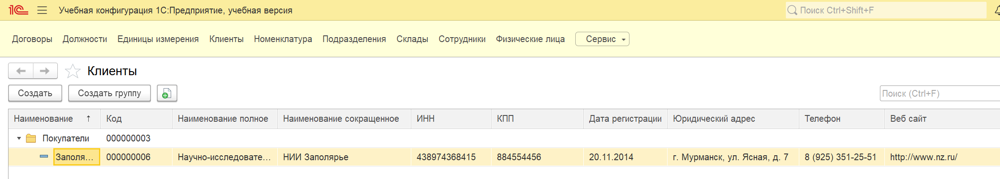 1С Учебная конфигурация 1С:Предприятие, учебная версия Поиск Ctrl+Shift+F
Договоры Должности Единицы измерения Клиенты Номенклатура Подразделения Склады Сотрудники Физические лица Сервис
Клиенты
Создать Создать группу Поиск (Ctrl+F)
Наименование ↑ Код Наименование полное Наименование сокращенное ИНН КПП Дата регистрации Юридический адрес Телефон Веб сайт
Покупатели 000000003
Заполя... 000000006 Научно-исследовате... НИИ Заполярье 438974368415 884554456 20.11.2014 г. Мурманск, ул. Ясная, д. 7 8 (925) 351-25-51 http://www.nz.ru/